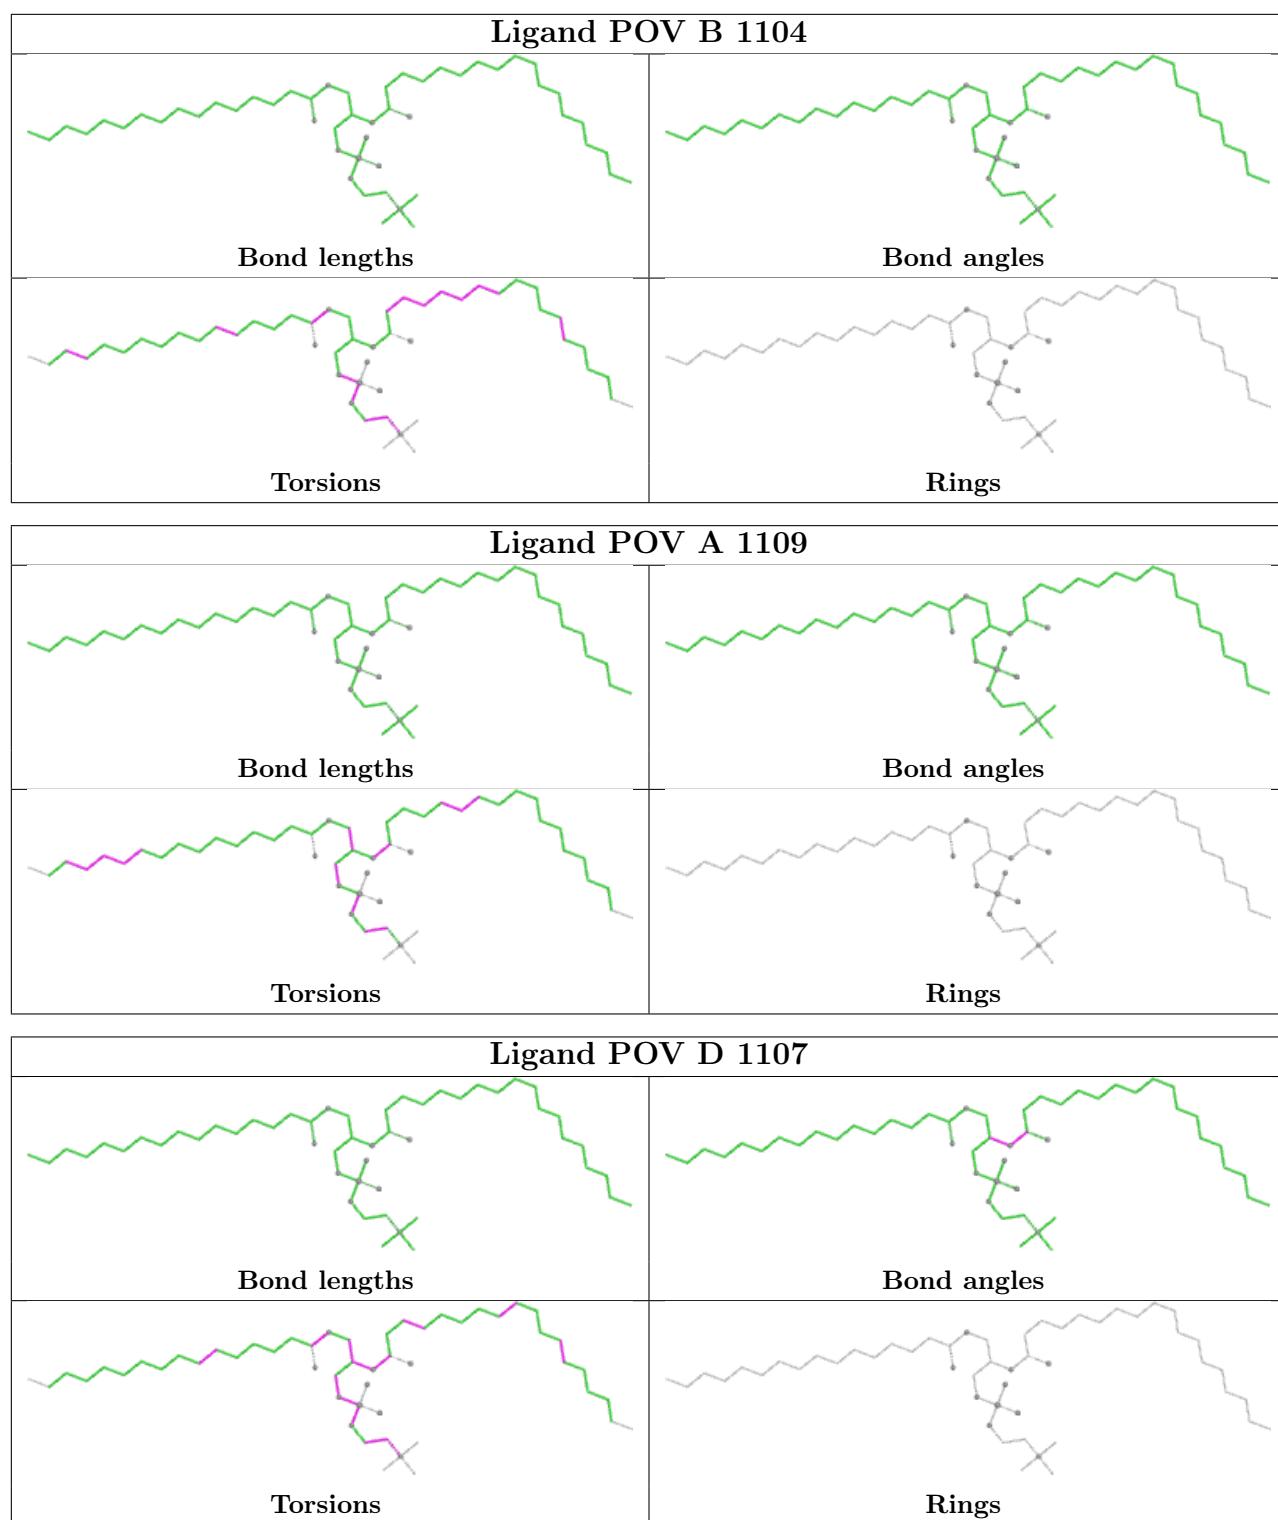 Ligand POV B 1104
Bond lengths
Bond angles
Torsions
Rings
Ligand POV A 1109
Bond lengths
Bond angles
Torsions
Rings
Ligand POV D 1107
Bond lengths
Bond angles
Torsions
Rings